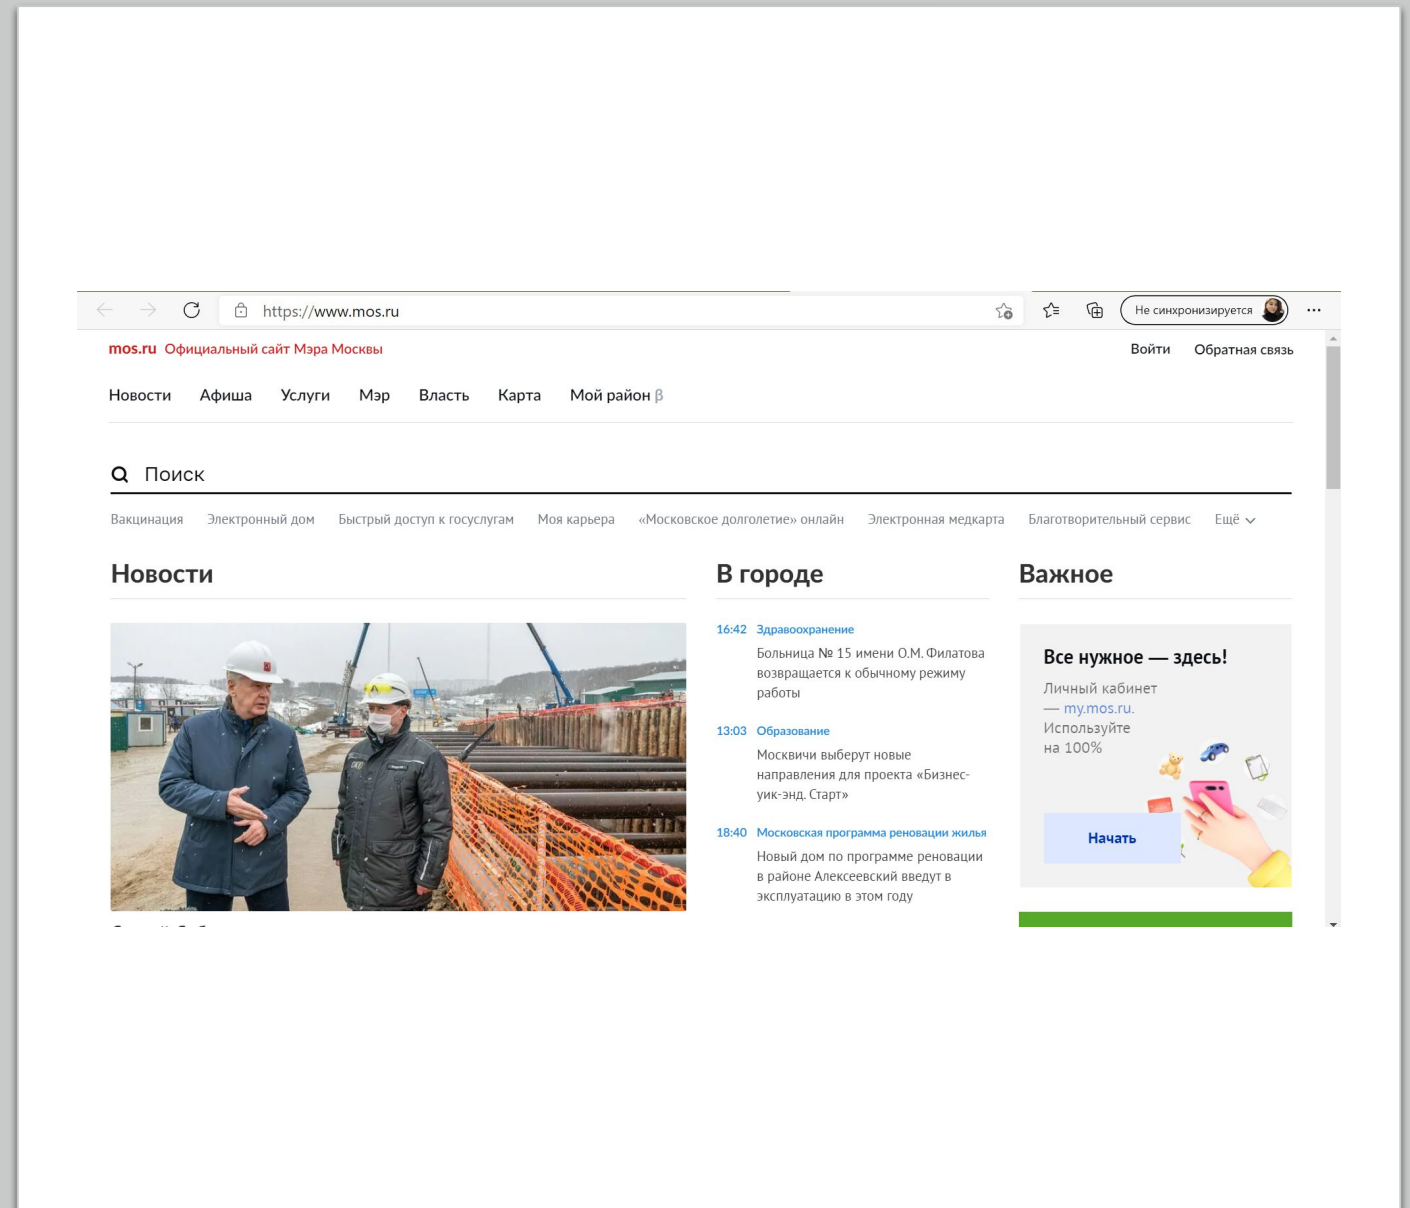 https://www.mos.ru
Не синхронизируется
mos.ru Официальный сайт Мэра Москвы
Войти Обратная связь
Новости Афиша Услуги Мэр Власть Карта Мой район β
Поиск
Вакцинация Электронный дом Быстрый доступ к госуслугам Моя карьера «Московское долголетие» онлайн Электронная медкарта Благотворительный сервис Ещё
Новости
В городе
16:42 Здравоохранение
Больница № 15 имени О.М. Филатова
возвращается к обычному режиму
работы
13:03 Образование
Москвичи выберут новые
направления для проекта «Бизнес-
уик-энд. Старт»
18:40 Московская программа реновации жилья
Новый дом по программе реновации
в районе Алексеевский введут в
эксплуатацию в этом году
Важное
Все нужное — здесь!
Личный кабинет
— my.mos.ru.
Используйте
на 100%
Начать